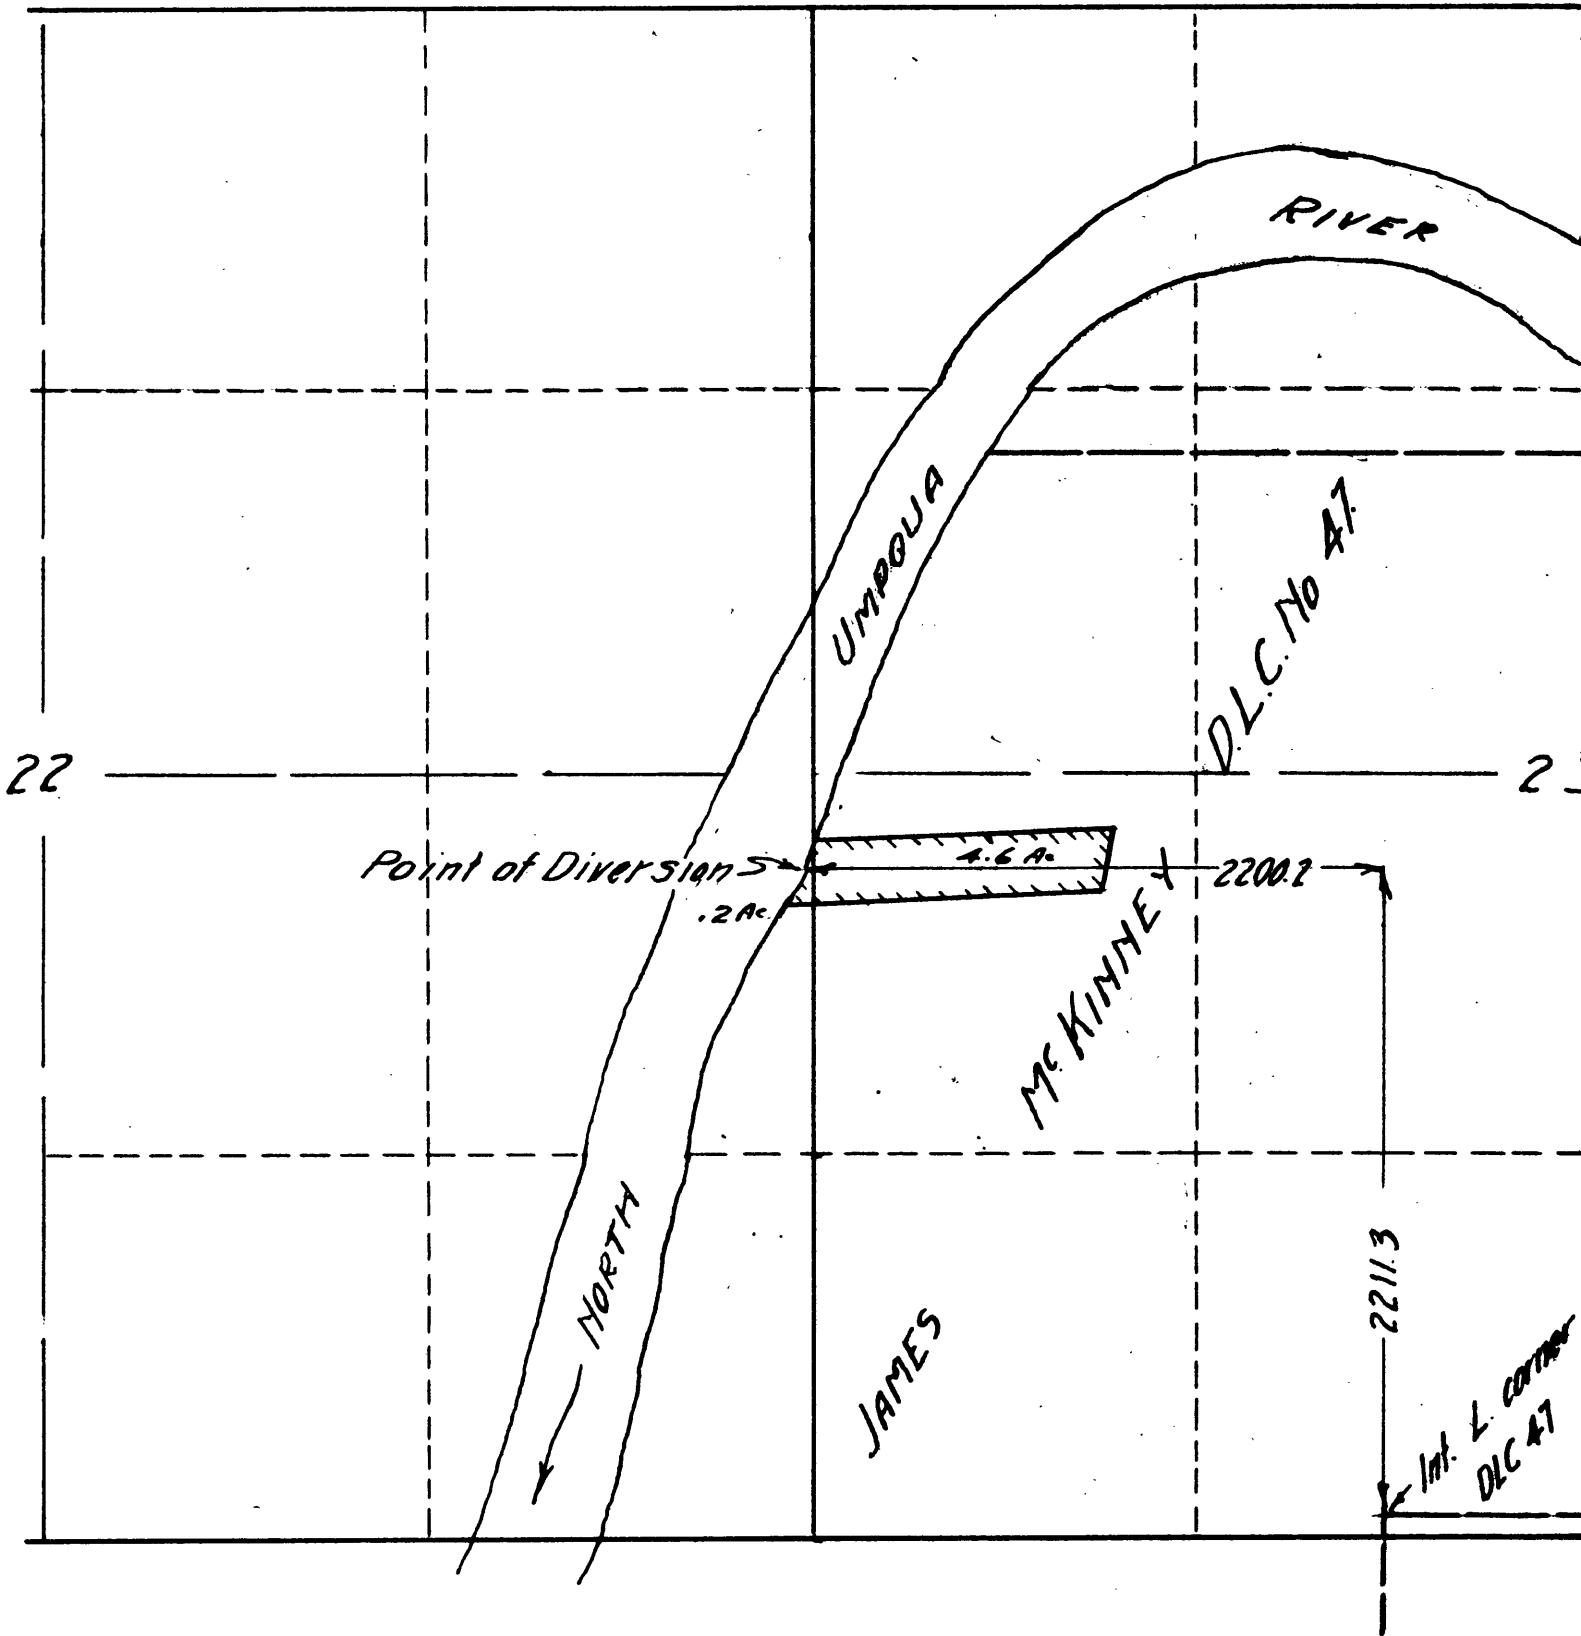 RIVER
UMPQUA
D.L.C. No 47
22
4.6 Ac
Point of Diversion
2200.2
.2 Ac.
McKINNEY
NORTH
2211.3
JAMES
Int. L corner
DLC 47